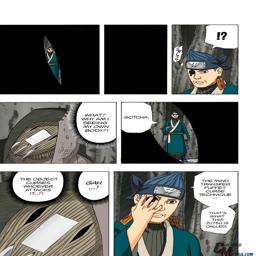 !?
GOTCHA.
WHAT?
WHY AM I
SEEING
MY OWN
BODY?!
THE MIND
TRANSFER
PUPPET
CURSE
TECHNIQUE
...
THAT'S
WHAT
THIS
JUTSU IS
CALLED.
GAH
...
THE OBJECT
CURSES
WHOEVER
ATTACKS
IT...?!